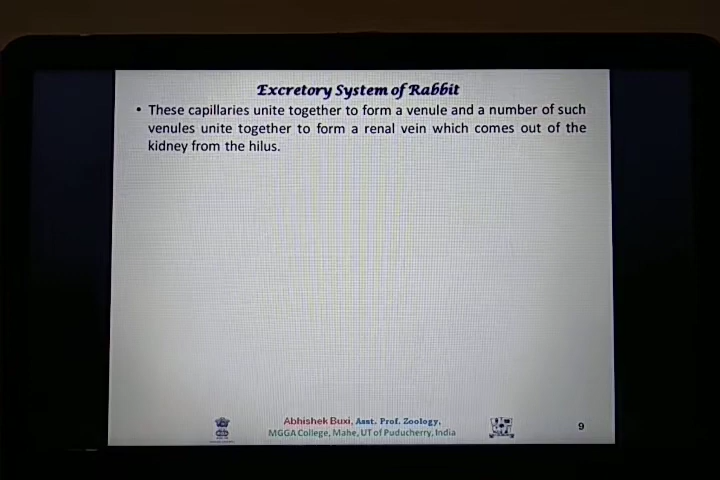 Excretory System of Rabbit
• These capillaries unite together to form a venule and a number of such
venules unite together to form a renal vein which comes out of the
kidney from the hilus.
Abhishek Buxi, Asst. Prof. Zoology,
MGGA College, Mahe, UT of Puducherry, India
9